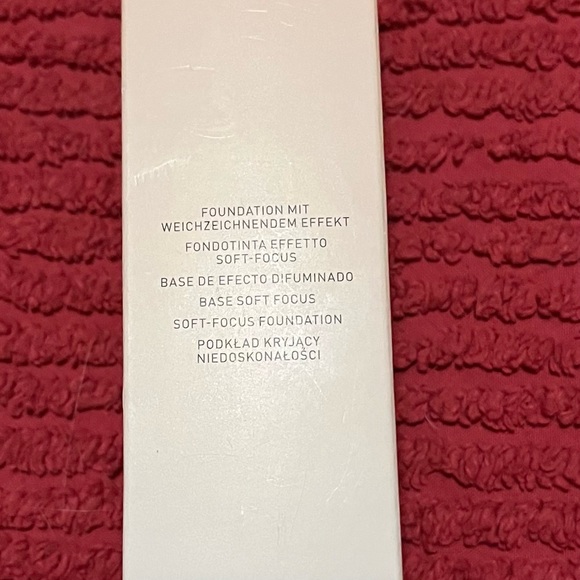 FOUNDATION MIT
WEICHZEICHNENDEM EFFEKT
FONDOTINTA EFFETTO
SOFT-FOCUS
BASE DE EFECTO DIFUMINADO
BASE SOFT FOCUS
SOFT-FOCUS FOUNDATION
PODKŁAD KRYJĄCY
NIEDOSKONAŁOŚCI